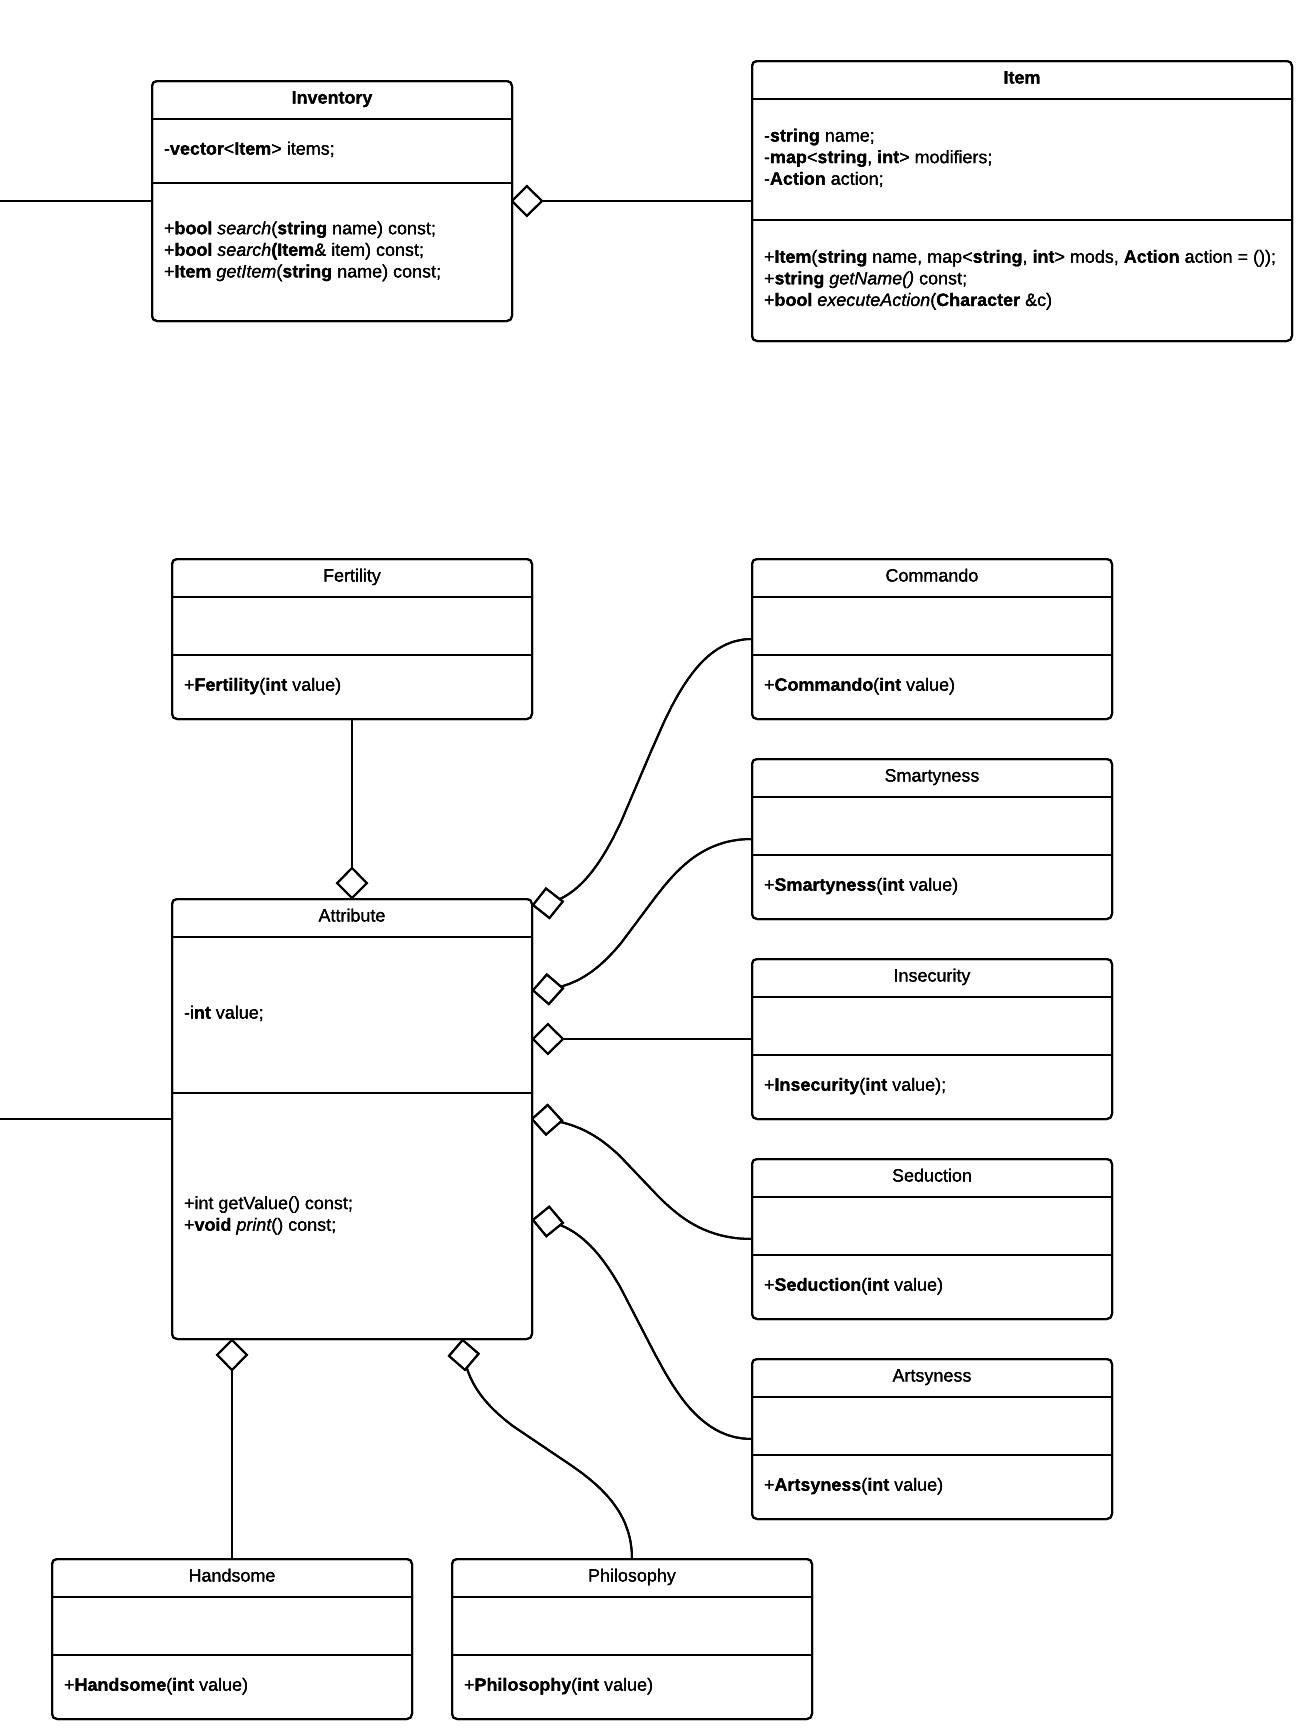 Inventory
-vector<Item> items;
+bool search(string name) const;
+bool search(Item& item) const;
+Item getItem(string name) const;
Item
-string name;
-map<string, int> modifiers;
-Action action;
+Item(string name, map<string, int> mods, Action action = ());
+string getName() const;
+bool executeAction(Character &c)
Fertility
+Fertility(int value)
Commando
+Commando(int value)
Smartyness
+Smartyness(int value)
Attribute
-int value;
+int getValue() const;
+void print() const;
Insecurity
+Insecurity(int value);
Seduction
+Seduction(int value)
Artsyness
+Artsyness(int value)
Handsome
+Handsome(int value)
Philosophy
+Philosophy(int value)